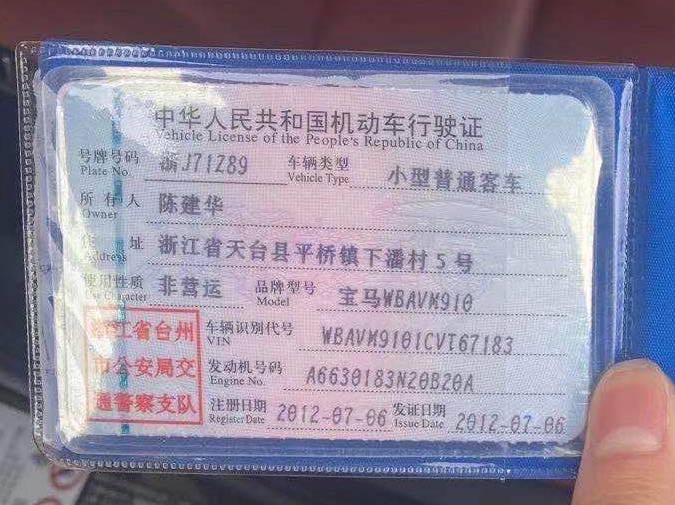 中华人民共和国机动车行驶证
Vehicle License of the People's Republic of China
号牌号码 浙J71Z89 车辆类型 小型普通客车
Plate No. Vehicle Type
所有人 陈建华
Owner
住址 浙江省天台县平桥镇下潘村5号
Address
使用性质 非营运 品牌型号 宝马WBAVM910
Use Character Model
浙江省台州
市公安局交
通警察支队
车辆识别代号 WBAVM9101CVT67183
VIN
发动机号码 A6630183N20B20A
Engine No.
注册日期 2012-07-06 发证日期 2012-07-06
Register Date Issue Date